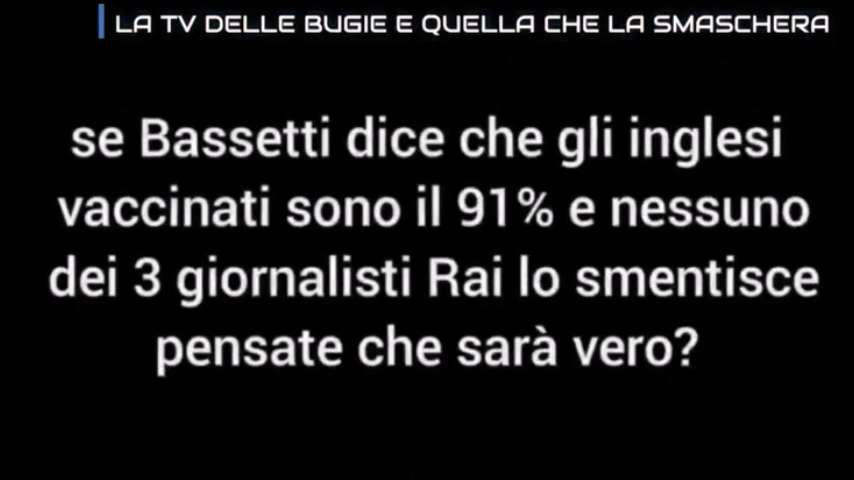 LA TV DELLE BUGIE E QUELLA CHE LA SMASCHERA
se Bassetti dice che gli inglesi
vaccinati sono il 91% e nessuno
dei 3 giornalisti Rai lo smentisce
pensate che sarà vero?